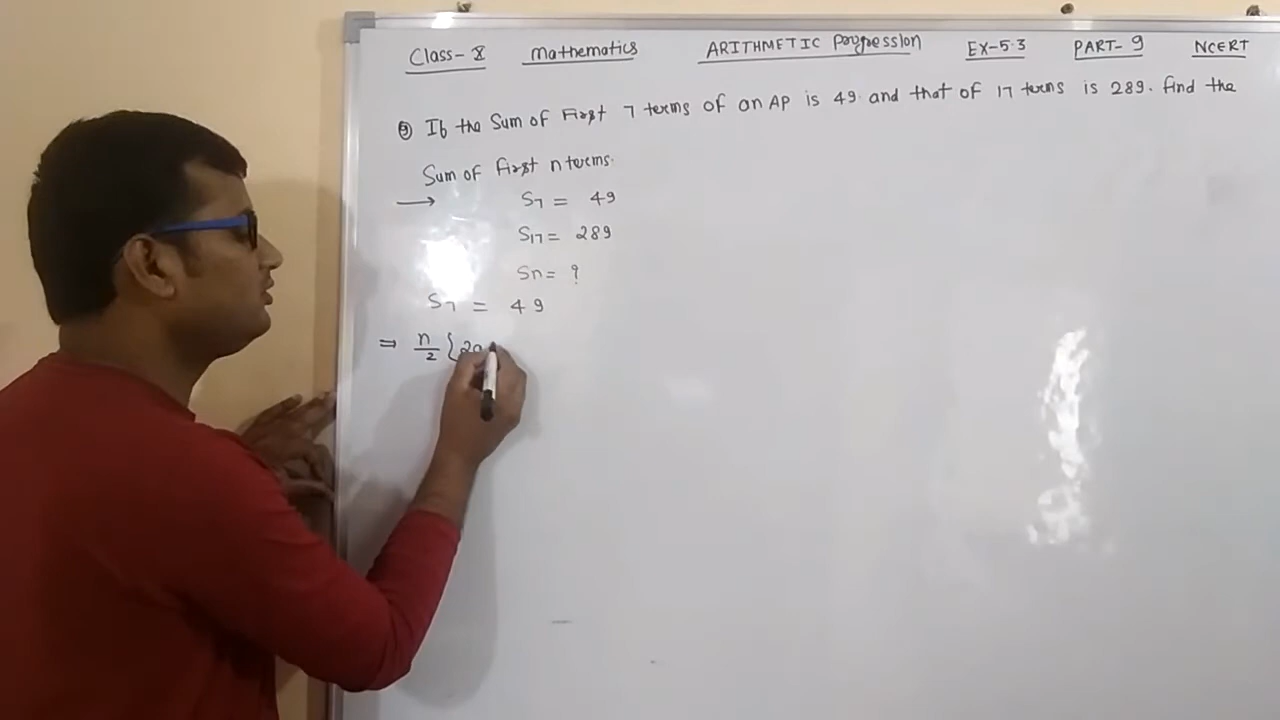 Class-X Mathematics ARITHMETIC Progression EX-5.3 PART-9 NCERT
⑨ If the Sum of First 7 terms of an AP is 49 and that of 17 terms is 289. find the
Sum of first n terms.
→ S₇ = 49
S₁₇ = 289
Sn = ?
S₇ = 49
⇒ n/2 {2a